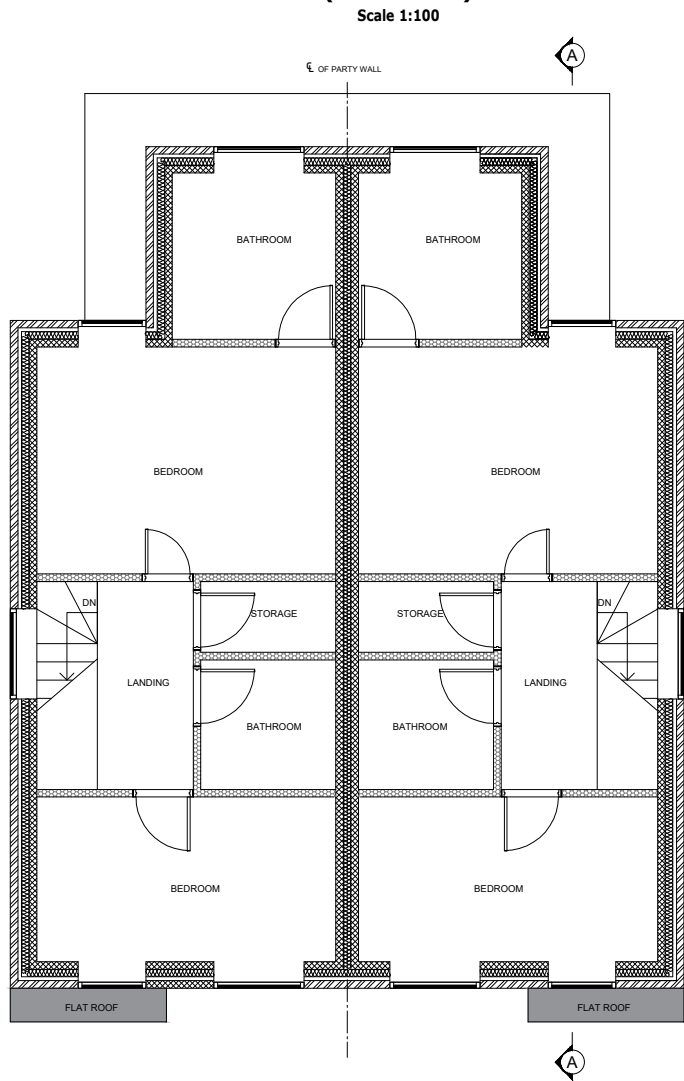 Scale 1:100
A
℄ OF PARTY WALL
BATHROOM
BATHROOM
BEDROOM
BEDROOM
DN
STORAGE
STORAGE
DN
LANDING
LANDING
BATHROOM
BATHROOM
BEDROOM
BEDROOM
FLAT ROOF
FLAT ROOF
A